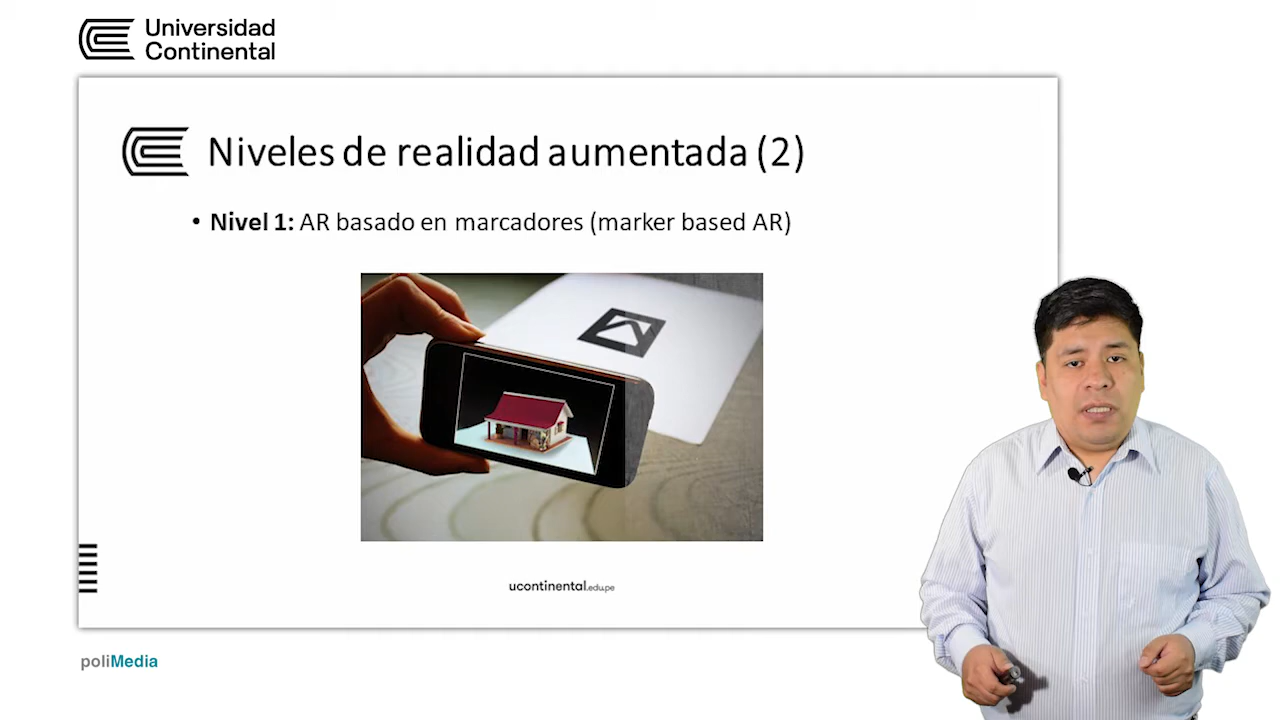 Universidad
Continental
Niveles de realidad aumentada (2)
• Nivel 1: AR basado en marcadores (marker based AR)
ucontinental.edu.pe
poliMedia